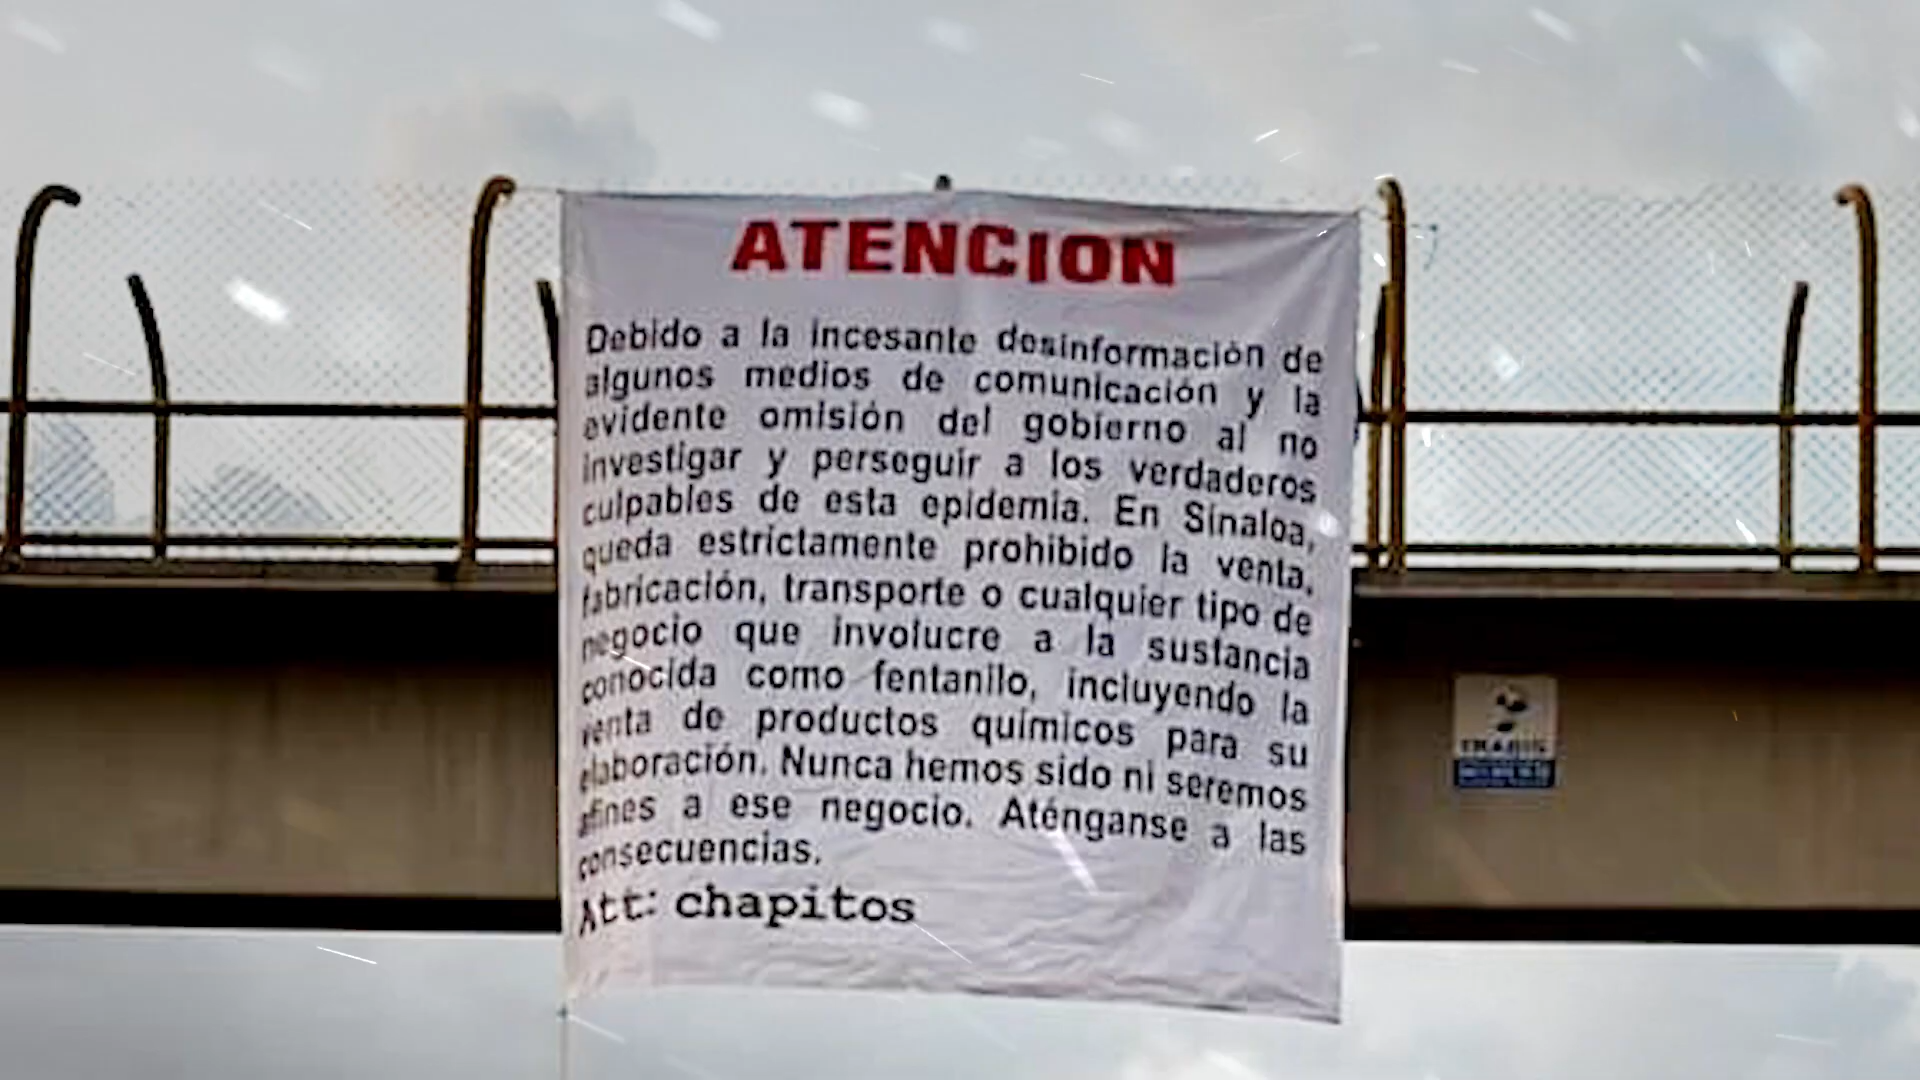 ATENCION
Debido a la incesante desinformación de
algunos medios de comunicación y la
evidente omisión del gobierno al no
investigar y perseguir a los verdaderos
culpables de esta epidemia. En Sinaloa,
queda estrictamente prohibido la venta,
fabricación, transporte o cualquier tipo de
negocio que involucre a la sustancia
conocida como fentanilo, incluyendo la
venta de productos químicos para su
elaboración. Nunca hemos sido ni seremos
afines a ese negocio. Aténganse a las
consecuencias.
Att: chapitos